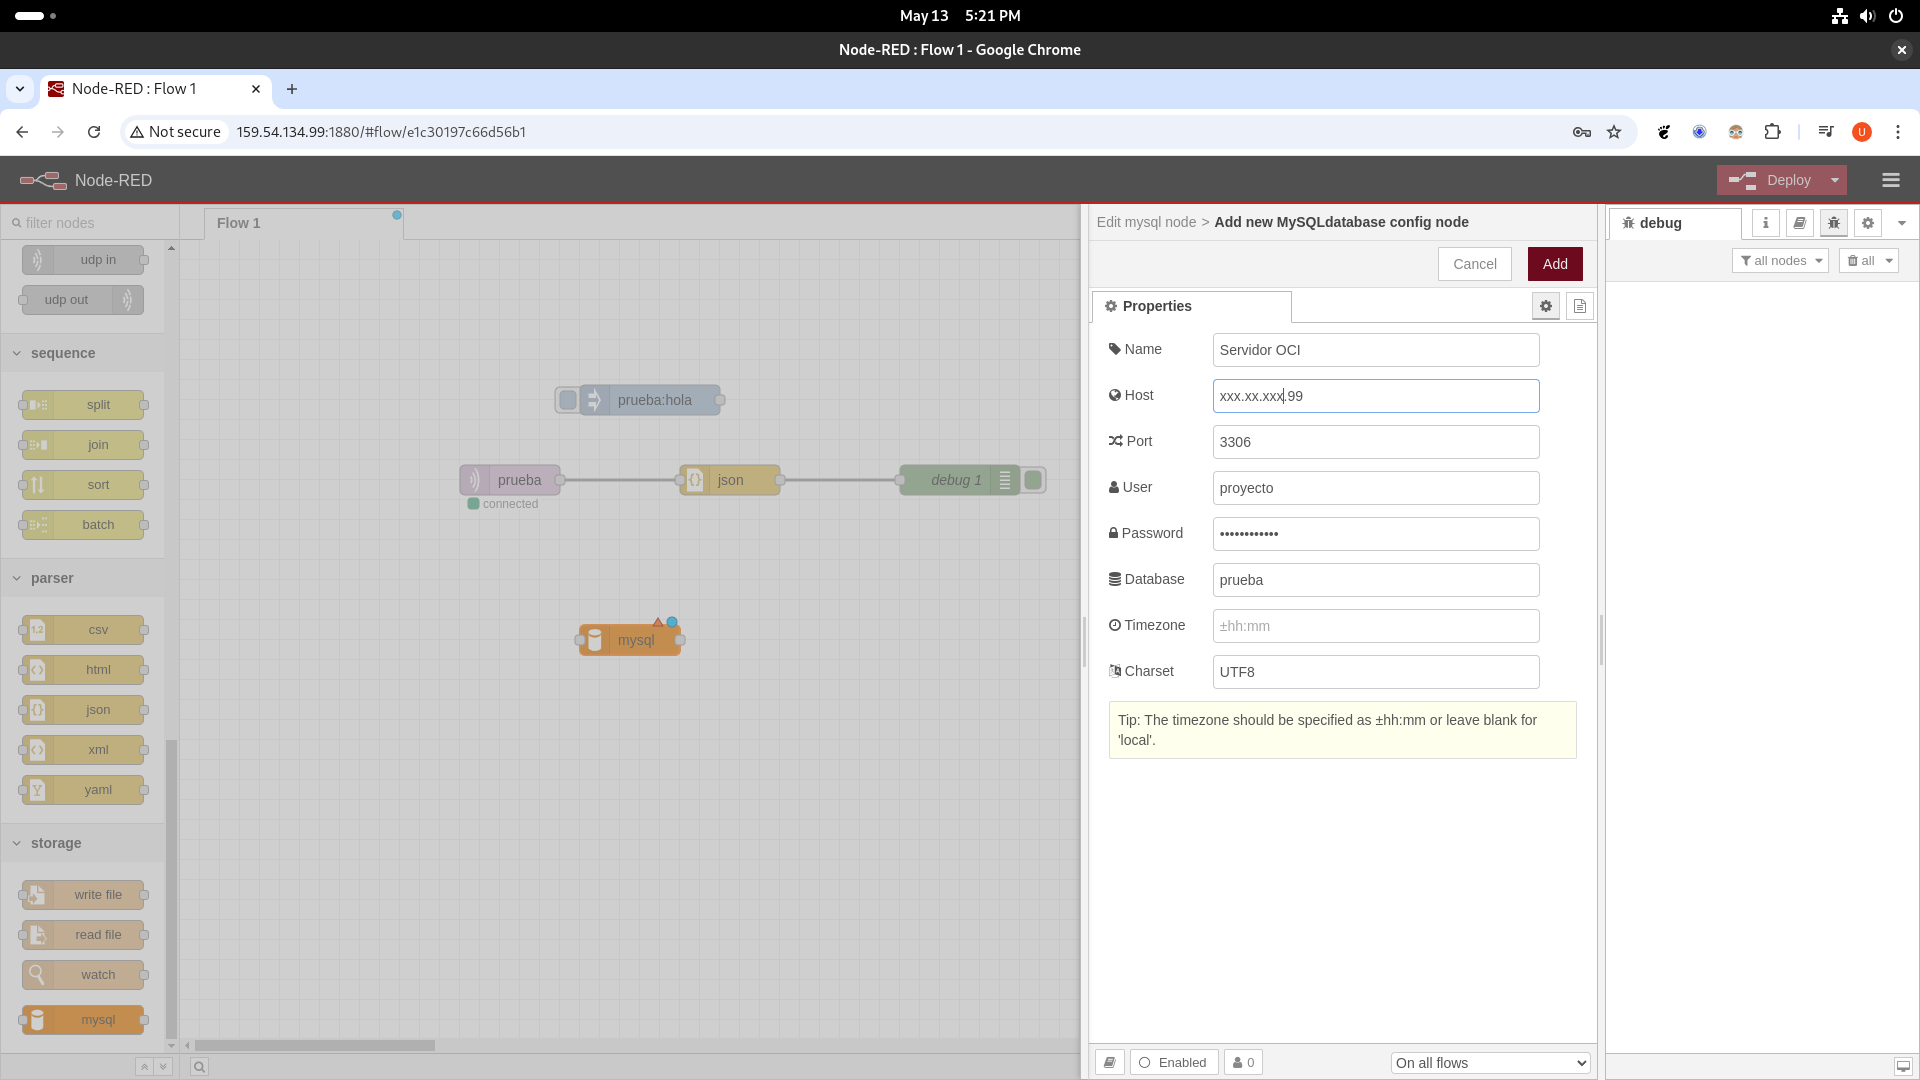 May 13 5:21 PM
Node-RED : Flow 1 - Google Chrome
Node-RED : Flow 1
Not secure 159.54.134.99:1880/#flow/e1c30197c66d56b1
U
Node-RED
Deploy
filter nodes
Flow 1
udp in
udp out
sequence
split
join
sort
batch
parser
csv
html
json
xml
yaml
storage
write file
read file
watch
mysql
prueba:hola
prueba
connected
json
debug 1
mysql
Edit mysql node > Add new MySQLdatabase config node
Cancel Add
Properties
Name Servidor OCI
Host xxx.xx.xxx.99
Port 3306
User proyecto
Password ••••••••••••
Database prueba
Timezone ±hh:mm
Charset UTF8
Tip: The timezone should be specified as ±hh:mm or leave blank for
'local'.
Enabled 0 On all flows
debug
all nodes all